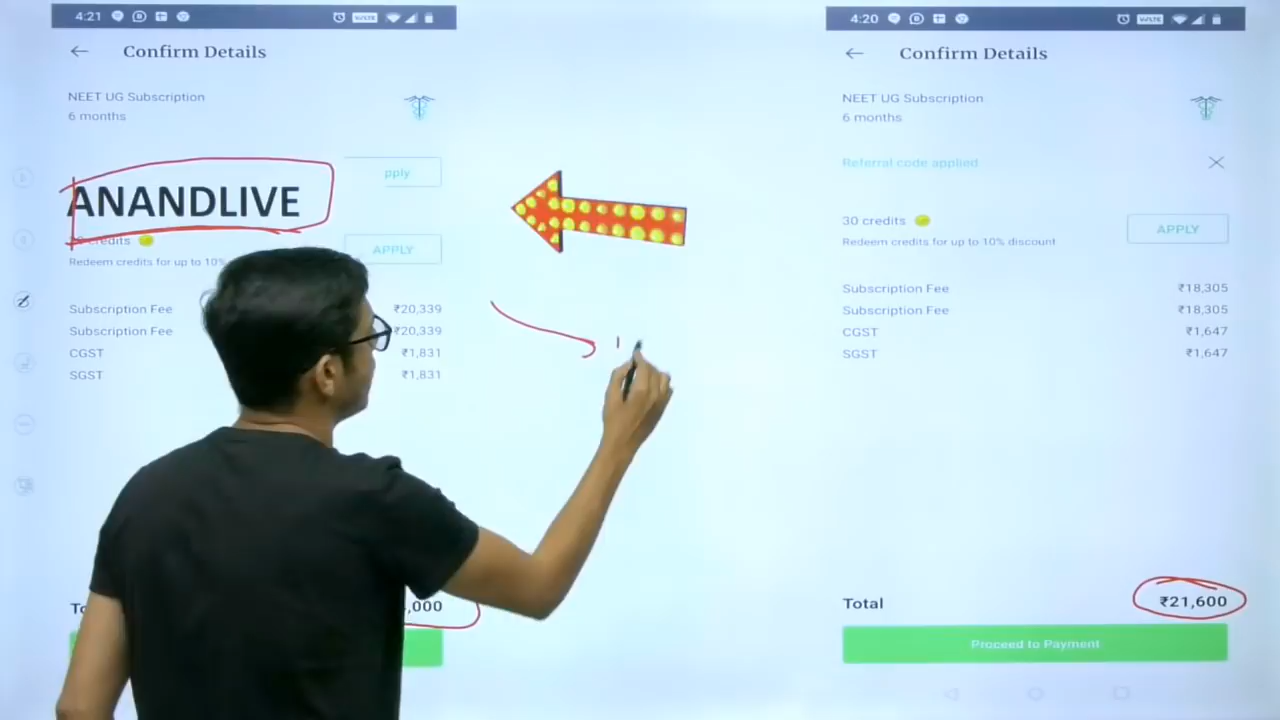 4:21
VoLTE
Confirm Details
NEET UG Subscription
6 months
pply
ANANDLIVE
credits
APPLY
Redeem credits for up to 10%
Subscription Fee ₹20,339
Subscription Fee ₹20,339
CGST ₹1,831
SGST ₹1,831
,000
4:20
VoLTE
Confirm Details
NEET UG Subscription
6 months
Referral code applied
30 credits
APPLY
Redeem credits for up to 10% discount
Subscription Fee ₹18,305
Subscription Fee ₹18,305
CGST ₹1,647
SGST ₹1,647
Total ₹21,600
Proceed to Payment